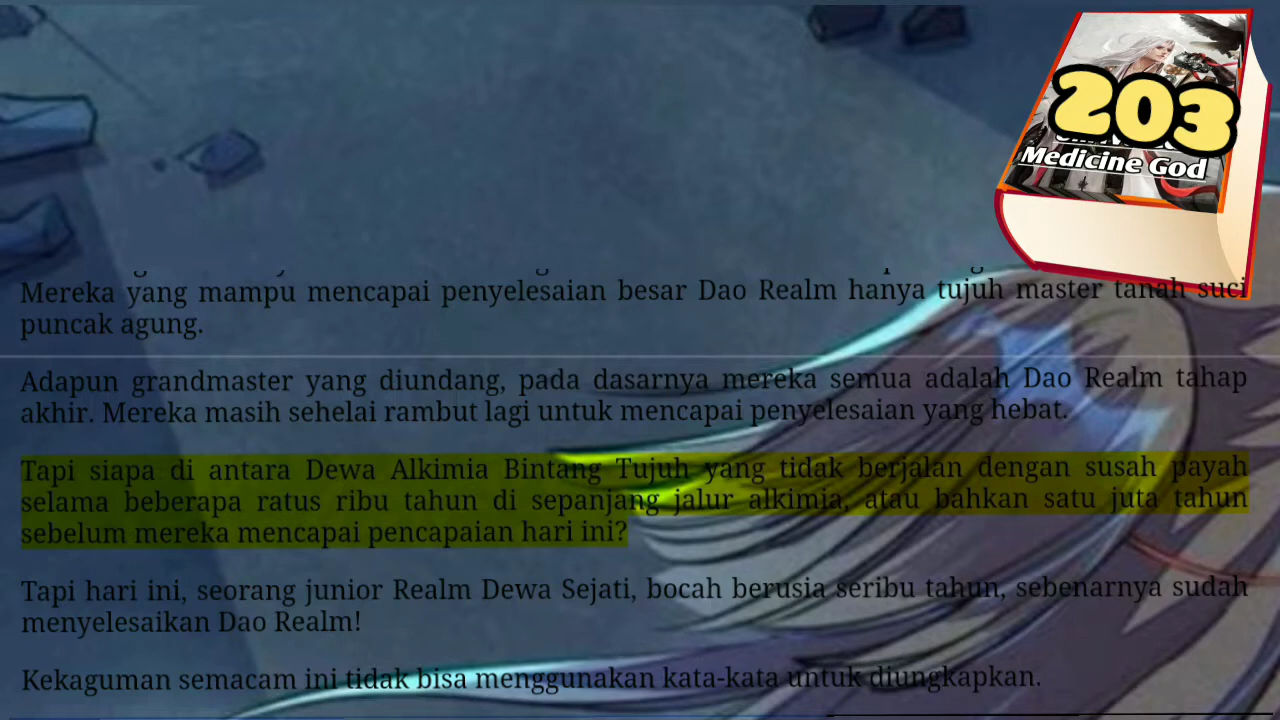 203
Medicine God
Mereka yang mampu mencapai penyelesaian besar Dao Realm hanya tujuh master tanah suci
puncak agung.
Adapun grandmaster yang diundang, pada dasarnya mereka semua adalah Dao Realm tahap
akhir. Mereka masih sehelai rambut lagi untuk mencapai penyelesaian yang hebat.
Tapi siapa di antara Dewa Alkimia Bintang Tujuh yang tidak berjalan dengan susah payah
selama beberapa ratus ribu tahun di sepanjang jalur alkimia, atau bahkan satu juta tahun
sebelum mereka mencapai pencapaian hari ini?
Tapi hari ini, seorang junior Realm Dewa Sejati, bocah berusia seribu tahun, sebenarnya sudah
menyelesaikan Dao Realm!
Kekaguman semacam ini tidak bisa menggunakan kata-kata untuk diungkapkan.